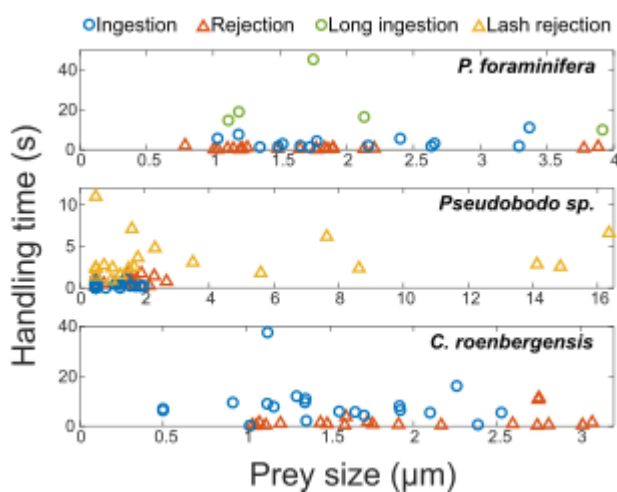 Ingestion Rejection Long ingestion Lash rejection
P. foraminifera
40
20
0
0 0.5 1 1.5 2 2.5 3 3.5 4
Handling time (s)
Pseudobodo sp.
10
5
0
0 2 4 6 8 10 12 14 16
C. roenbergensis
40
20
0
0 0.5 1 1.5 2 2.5 3
Prey size (μm)